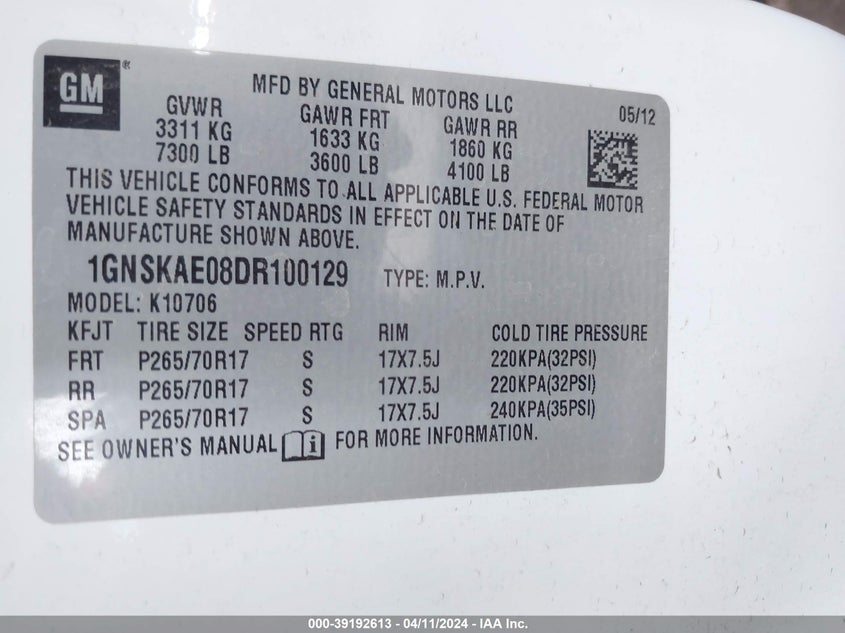 GM®
MFD BY GENERAL MOTORS LLC
05/12
GVWR GAWR FRT GAWR RR
3311 KG 1633 KG 1860 KG
7300 LB 3600 LB 4100 LB
THIS VEHICLE CONFORMS TO ALL APPLICABLE U.S. FEDERAL MOTOR
VEHICLE SAFETY STANDARDS IN EFFECT ON THE DATE OF
MANUFACTURE SHOWN ABOVE.
1GNSKAE08DR100129 TYPE: M.P.V.
MODEL: K10706
KFJT TIRE SIZE SPEED RTG RIM COLD TIRE PRESSURE
FRT P265/70R17 S 17X7.5J 220KPA(32PSI)
RR P265/70R17 S 17X7.5J 220KPA(32PSI)
SPA P265/70R17 S 17X7.5J 240KPA(35PSI)
SEE OWNER'S MANUAL i FOR MORE INFORMATION.
000-39192613 - 04/11/2024 - IAA Inc.